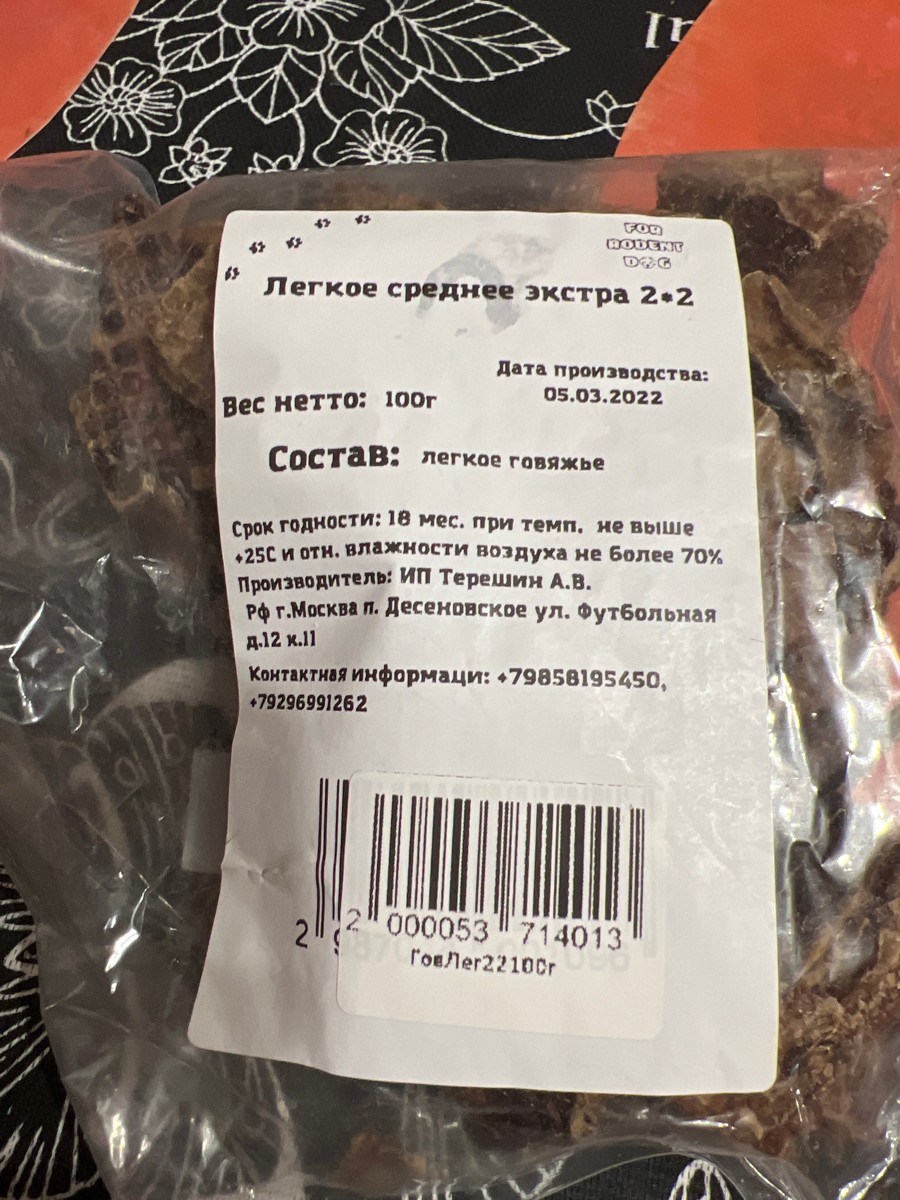 FOR
RODENT
DOG
Легкое среднее экстра 2*2
Дата производства:
05.03.2022
Вес нетто: 100г
Состав: легкое говяжье
Срок годности: 18 мес. при темп. не выше
+25С и отн. влажности воздуха не более 70%
Производитель: ИП Терешин А.В.
Рф г.Москва п. Десеновское ул. Футбольная
д.12 к.11
Контактная информаци: +79858195450,
+79296991262
2 000053 714013
ГовЛег22100г